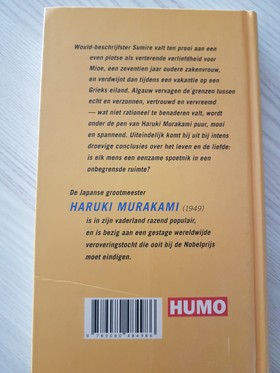 Would-beschrijfster Sumire valt ten prooi aan een
even plotse als verterende verliefdheid voor
Mioe, een zeventien jaar oudere zakenvrouw,
en verdwijnt dan tijdens een vakantie op een
Grieks eiland. Algauw vervagen de grenzen tussen
echt en verzonnen, vertrouwd en vervreemd
— wat niet rationeel te benaderen valt, wordt
onder de pen van Haruki Murakami puur, mooi
en spannend. Uiteindelijk komt hij uit bij intens
droevige conclusies over het leven en de liefde:
is elk mens een eenzame spoetnik in een
onbegrensde ruimte?
De Japanse grootmeester
HARUKI MURAKAMI (1949)
is in zijn vaderland razend populair,
en is bezig aan een gestage wereldwijde
veroveringstocht die ooit bij de Nobelprijs
moet eindigen.
HUMO